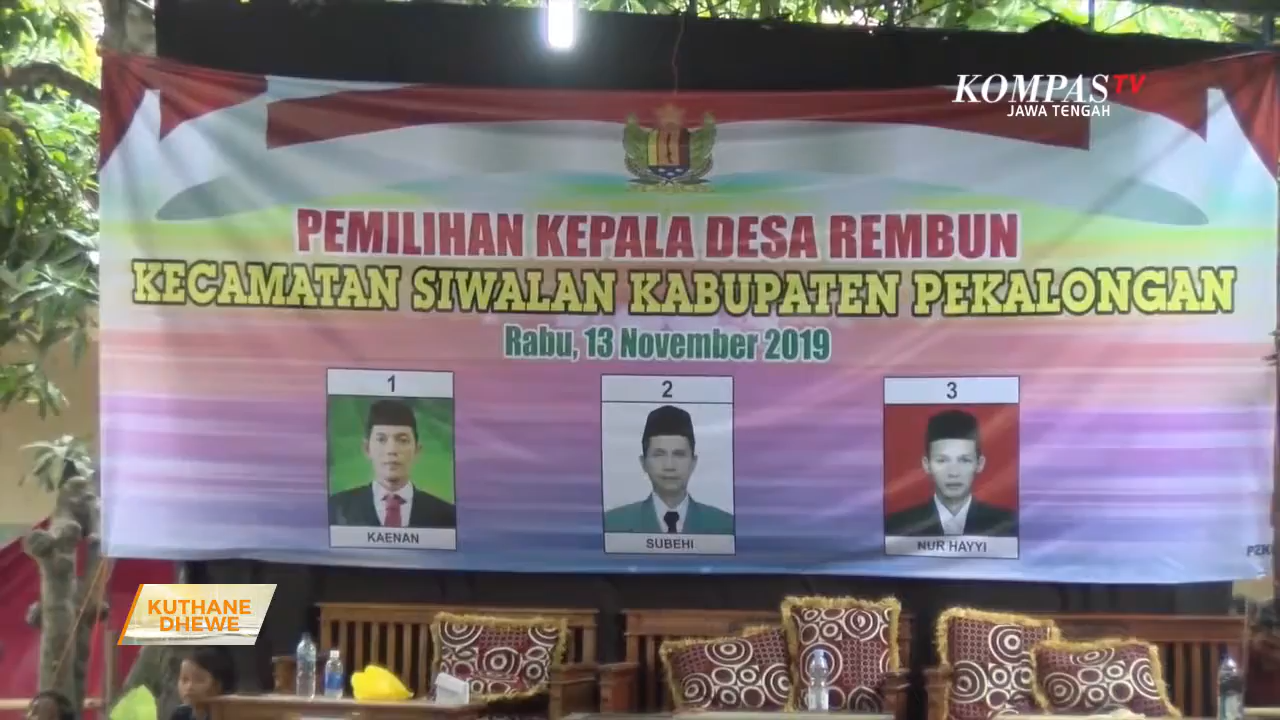 KOMPAS TV
JAWA TENGAH
PEMILIHAN KEPALA DESA REMBUN
KECAMATAN SIWALAN KABUPATEN PEKALONGAN
Rabu, 13 November 2019
1
KAENAN
2
SUBEHI
3
NUR HAYYI
KUTHANE
DHEWE